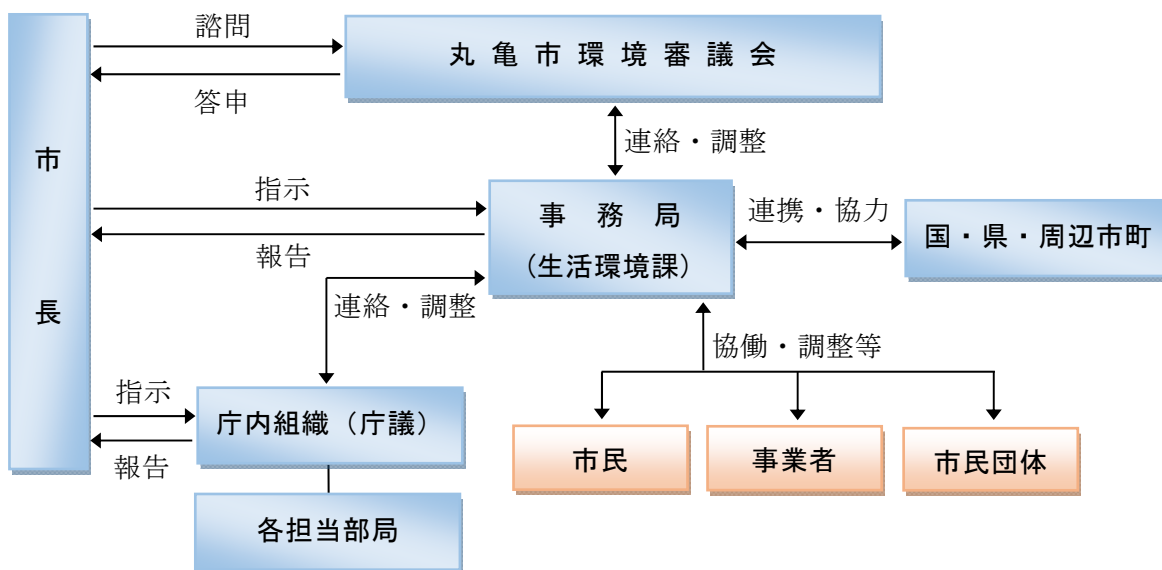 諮問
丸亀市環境審議会
答申
連絡・調整
市長
指示
事務局
連携・協力
国・県・周辺市町
報告
（生活環境課）
連絡・調整
協働・調整等
指示
庁内組織（庁議）
報告
市民
事業者
市民団体
各担当部局